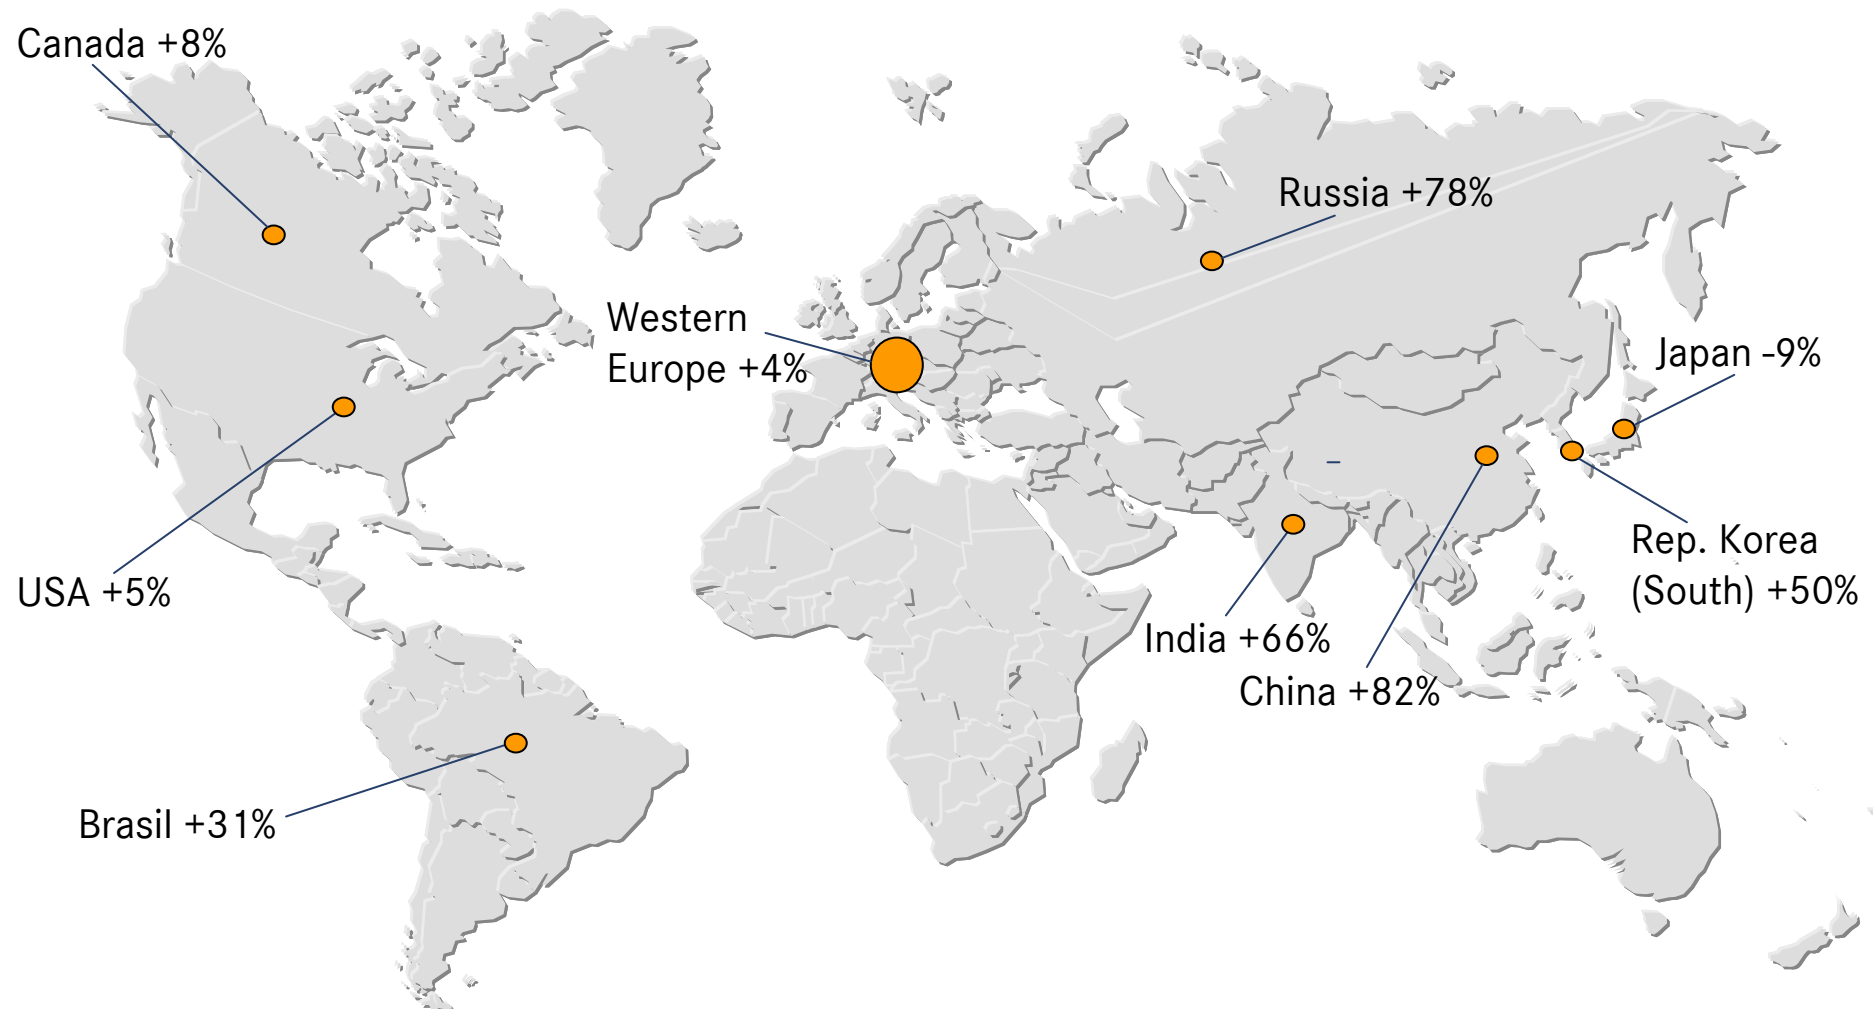 Canada +8%
Russia +78%
Western
Europe +4%
Japan -9%
Rep. Korea
(South) +50%
USA +5%
India +66%
China +82%
Brasil +31%